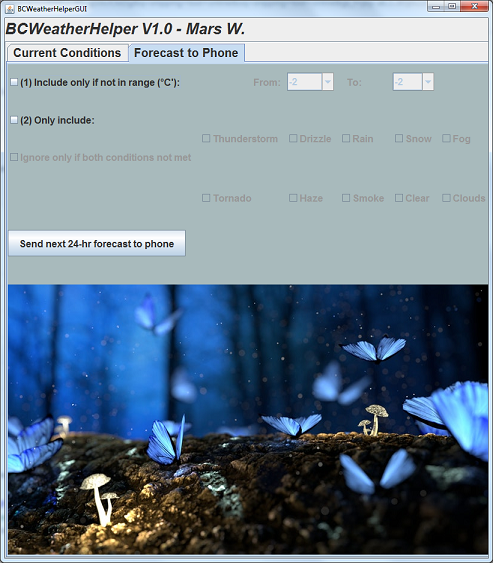 BCWeatherHelperGUI
BCWeatherHelper V1.0 - Mars W.
Current Conditions Forecast to Phone
(1) Include only if not in range (°C'): From: -2 To: -2
(2) Only include:
Thunderstorm Drizzle Rain Snow Fog
Ignore only if both conditions not met
Tornado Haze Smoke Clear Clouds
Send next 24-hr forecast to phone